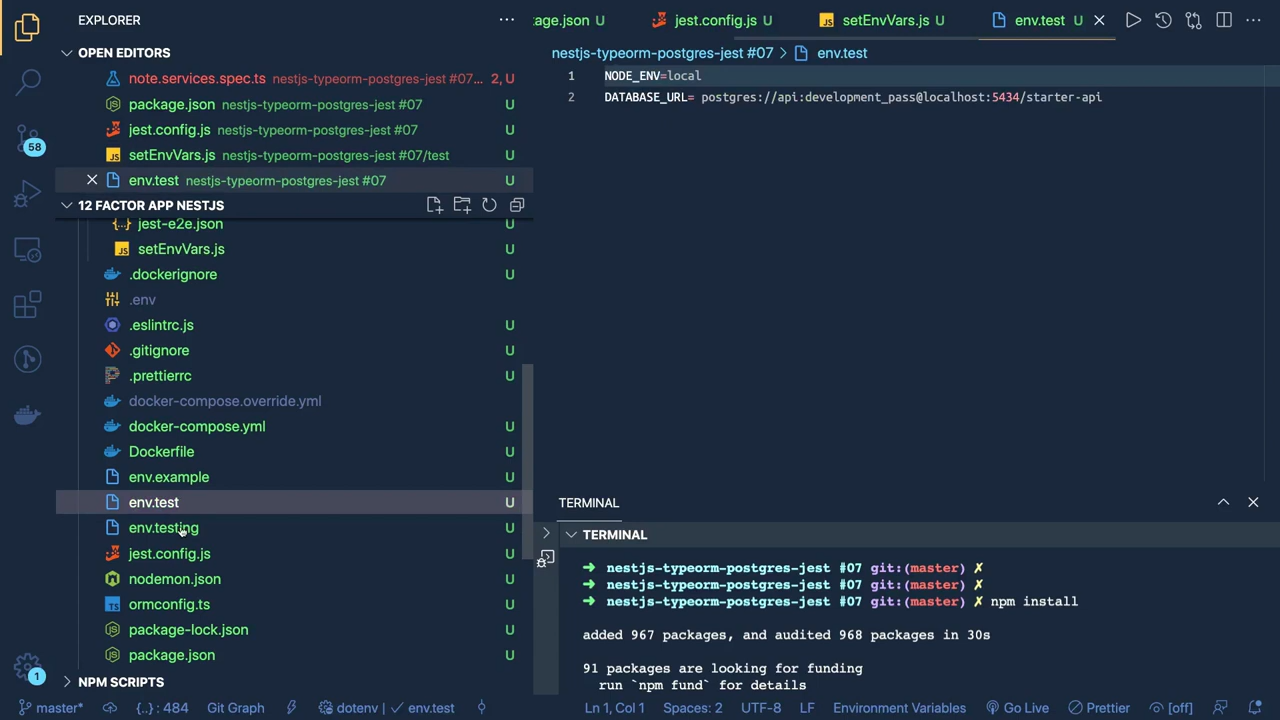 EXPLORER
OPEN EDITORS
note.services.spec.ts nestjs-typeorm-postgres-jest #07... 2, U
package.json nestjs-typeorm-postgres-jest #07 U
jest.config.js nestjs-typeorm-postgres-jest #07 U
setEnvVars.js nestjs-typeorm-postgres-jest #07/test U
env.test nestjs-typeorm-postgres-jest #07 U
12 FACTOR APP NESTJS
jest-e2e.json U
setEnvVars.js U
.dockerignore U
.env
.eslintrc.js U
.gitignore U
.prettierrc U
docker-compose.override.yml
docker-compose.yml U
Dockerfile U
env.example U
env.test U
env.testing U
jest.config.js U
nodemon.json U
ormconfig.ts U
package-lock.json U
package.json U
NPM SCRIPTS
58
1
kage.json U jest.config.js U setEnvVars.js U env.test U
nestjs-typeorm-postgres-jest #07 > env.test
1 NODE_ENV=local
2 DATABASE_URL= postgres://api:development_pass@localhost:5434/starter-api
TERMINAL
TERMINAL
➜ nestjs-typeorm-postgres-jest #07 git:(master) ✗
➜ nestjs-typeorm-postgres-jest #07 git:(master) ✗
➜ nestjs-typeorm-postgres-jest #07 git:(master) ✗ npm install
added 967 packages, and audited 968 packages in 30s
91 packages are looking for funding
run `npm fund` for details
master* {..} : 484 Git Graph dotenv : env.test Ln 1, Col 1 Spaces: 2 UTF-8 LF Environment Variables Go Live Prettier [off]